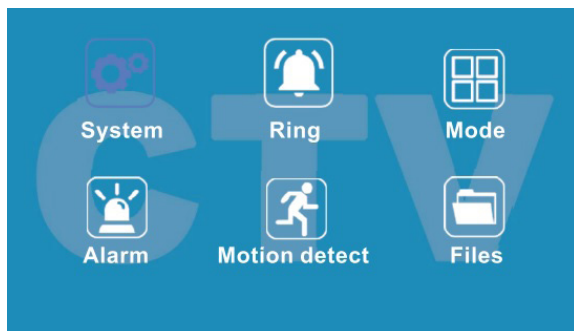 CTV
System
Ring
Mode
Alarm
Motion detect
Files